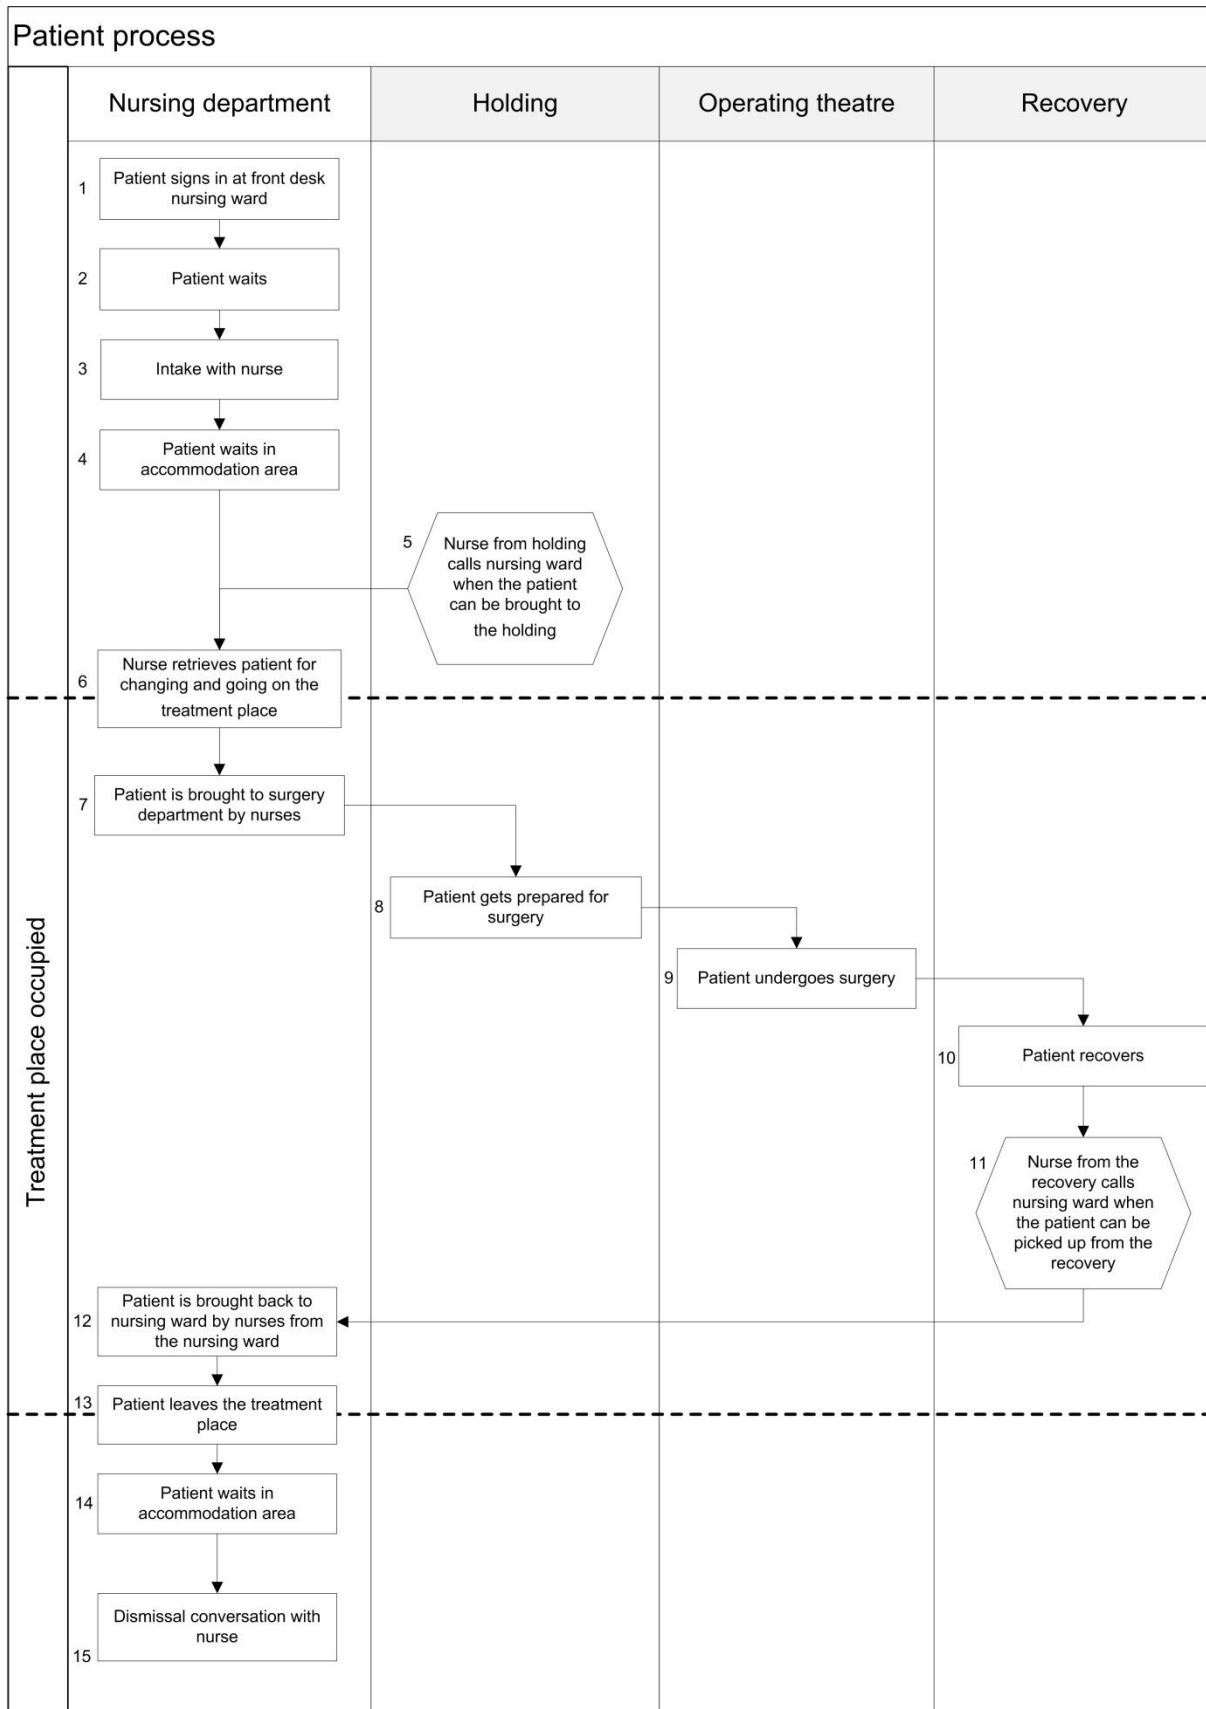 Patient process
Nursing department
Holding
Operating theatre
Recovery
1
Patient signs in at front desk
nursing ward
2
Patient waits
3
Intake with nurse
4
Patient waits in
accommodation area
5
Nurse from holding
calls nursing ward
when the patient
can be brought to
the holding
6
Nurse retrieves patient for
changing and going on the
treatment place
7
Patient is brought to surgery
department by nurses
8
Patient gets prepared for
surgery
9
Patient undergoes surgery
10
Patient recovers
11
Nurse from the
recovery calls
nursing ward when
the patient can be
picked up from the
recovery
Treatment place occupied
12
Patient is brought back to
nursing ward by nurses from
the nursing ward
13
Patient leaves the treatment
place
14
Patient waits in
accommodation area
15
Dismissal conversation with
nurse